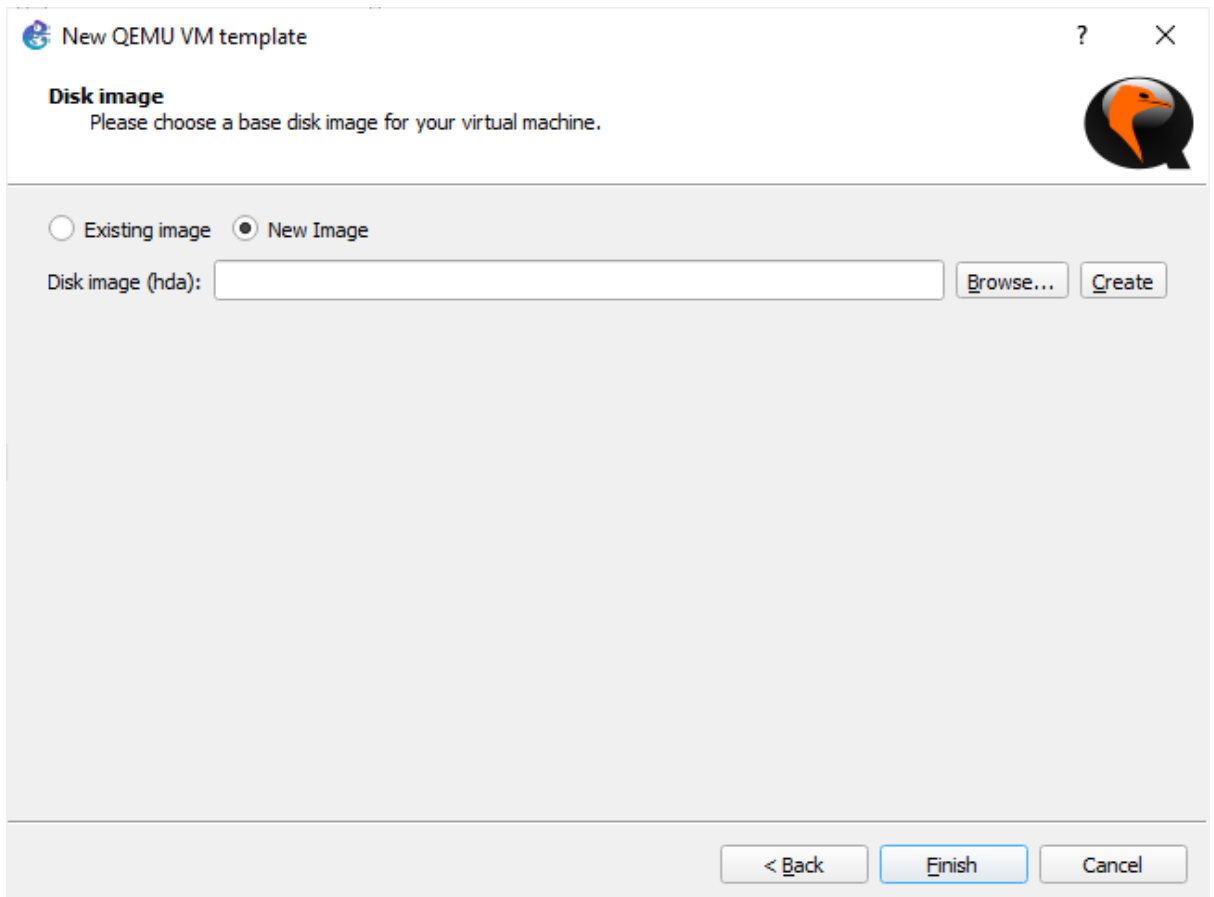 New QEMU VM template
?
Disk image
Please choose a base disk image for your virtual machine.
Existing image New Image
Disk image (hda): Browse... Create
< Back Finish Cancel